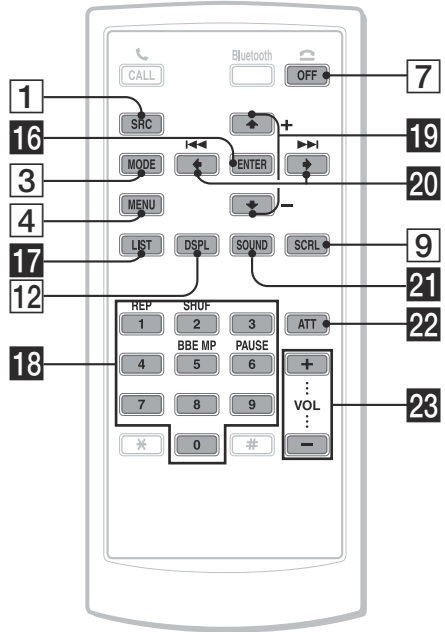 Bluetooth
CALL OFF 7
1 SRC + 19
16 MODE ENTER 20
3
4 MENU −
LIST DSPL SOUND SCRL 9
17 21
12
REP SHUF
1 2 3 ATT 22
BBE MP PAUSE
18 4 5 6 +
7 8 9 VOL 23
* 0 # −